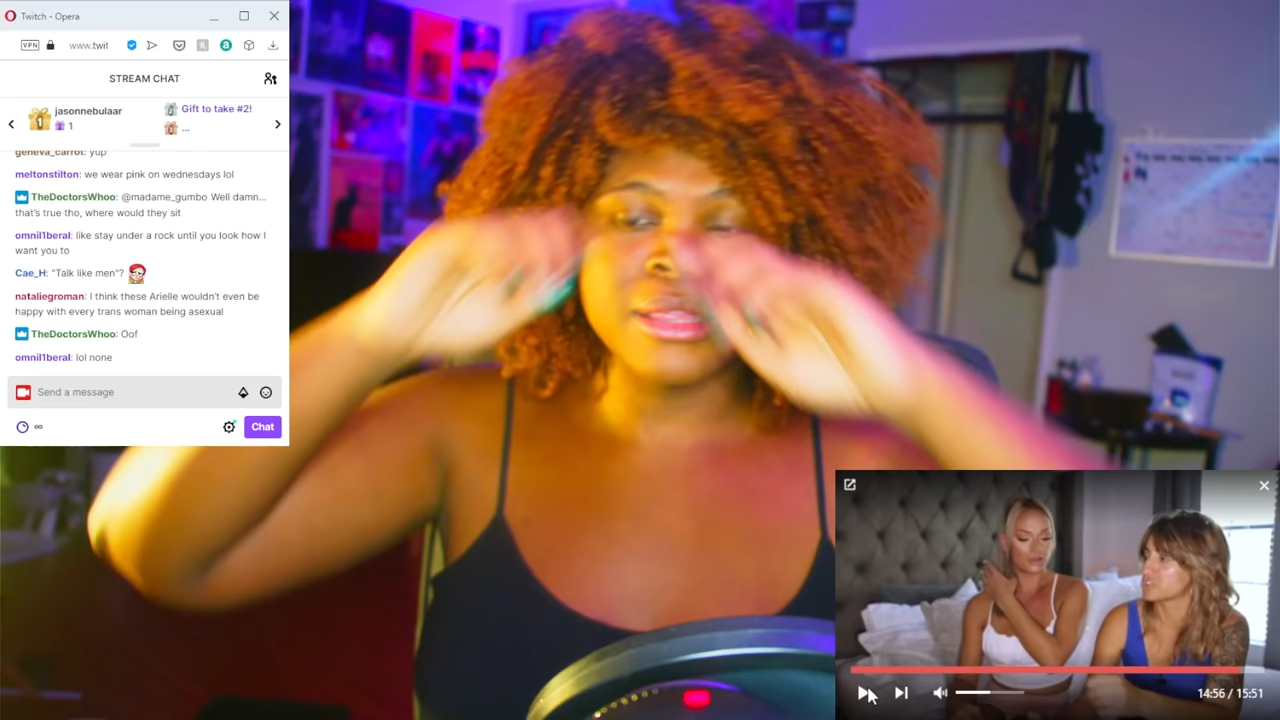 Twitch - Opera
VPN
www.twit
STREAM CHAT
jasonnebulaar
1
1
Gift to take #2!
...
geneva_carrot: yup
meltonstilton: we wear pink on wednesdays lol
TheDoctorsWhoo: @madame_gumbo Well damn...
that's true tho, where would they sit
omnil1beral: like stay under a rock until you look how I
want you to
Cae_H: "Talk like men"?
nataliegroman: I think these Arielle wouldn't even be
happy with every trans woman being asexual
TheDoctorsWhoo: Oof
omnil1beral: lol none
Send a message
∞
Chat
14:56 / 15:51